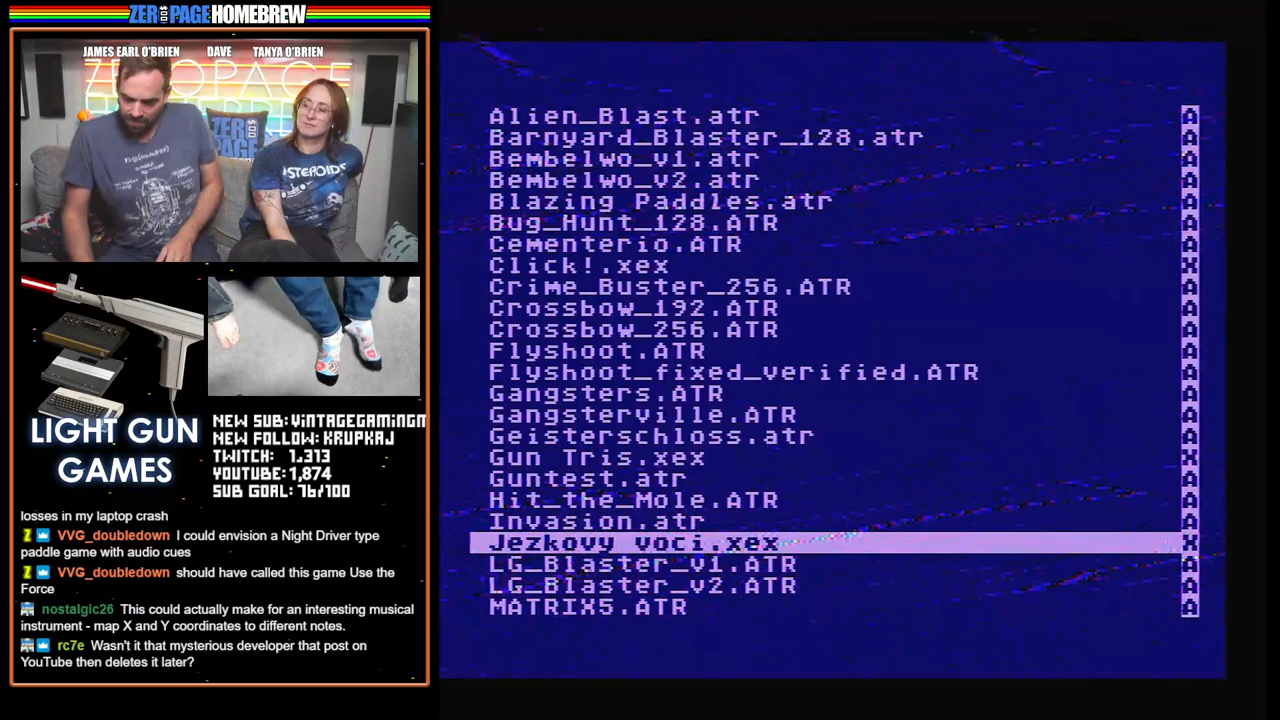 ZEROPAGE HOMEBREW
JAMES EARL O'BRIEN
DAVE
TANYA O'BRIEN
ZEROPAGE
ZERO
PAGE
LIGHT GUN
GAMES
NEW SUB: VINTAGEGAMINGM
NEW FOLLOW: KRUPKAJ
TWITCH: 1,313
YOUTUBE: 1,874
SUB GOAL: 76/100
losses in my laptop crash
VVG_doubledown I could envision a Night Driver type
paddle game with audio cues
VVG_doubledown should have called this game Use the
Force
nostalgic26 This could actually make for an interesting musical
instrument - map X and Y coordinates to different notes.
rc7e Wasn't it that mysterious developer that post on
YouTube then deletes it later?
Alien_Blast.atr A
Barnyard_Blaster_128.atr A
Bembelwo_v1.atr A
Bembelwo_v2.atr A
Blazing Paddles.atr A
Bug_Hunt_128.ATR A
Cementerio.ATR A
Click!.xex X
Crime_Buster_256.ATR A
Crossbow_192.ATR A
Crossbow_256.ATR A
Flyshoot.ATR A
Flyshoot_fixed_verified.ATR A
Gangsters.ATR A
Gangsterville.ATR A
Geisterschloss.atr A
Gun Tris.xex X
Guntest.atr A
Hit_the_Mole.ATR A
Invasion.atr A
Jezkovy voci.xex X
LG_Blaster_v1.ATR A
LG_Blaster_v2.ATR A
MATRIX5.ATR A